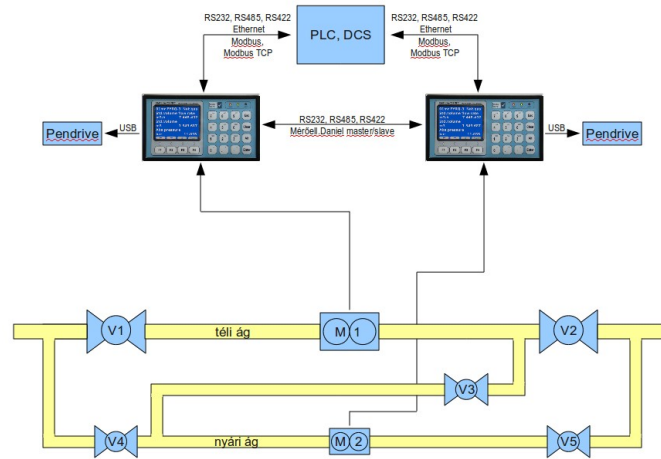 RS232, RS485, RS422
Ethernet
Modbus,
Modbus TCP
PLC, DCS
RS232, RS485, RS422
Ethernet
Modbus,
Modbus TCP
Pendrive
USB
RS232, RS485, RS422
Mérőell.Daniel master/slave
USB
Pendrive
V1
téli ág
M 1
V2
V3
V4
nyári ág
M 2
V5